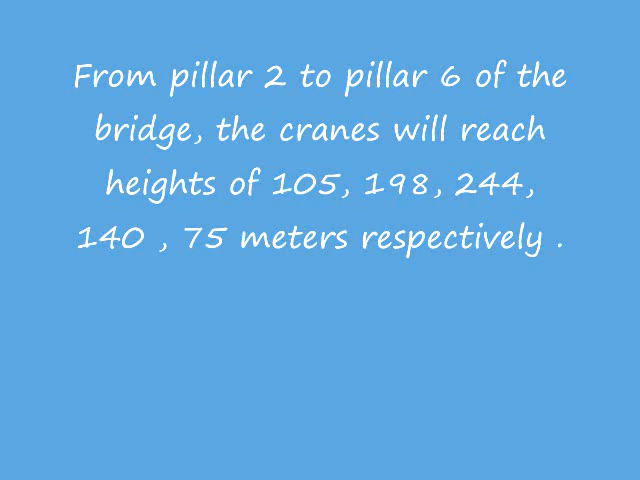 From pillar 2 to pillar 6 of the
bridge, the cranes will reach
heights of 105, 198, 244,
140 , 75 meters respectively .